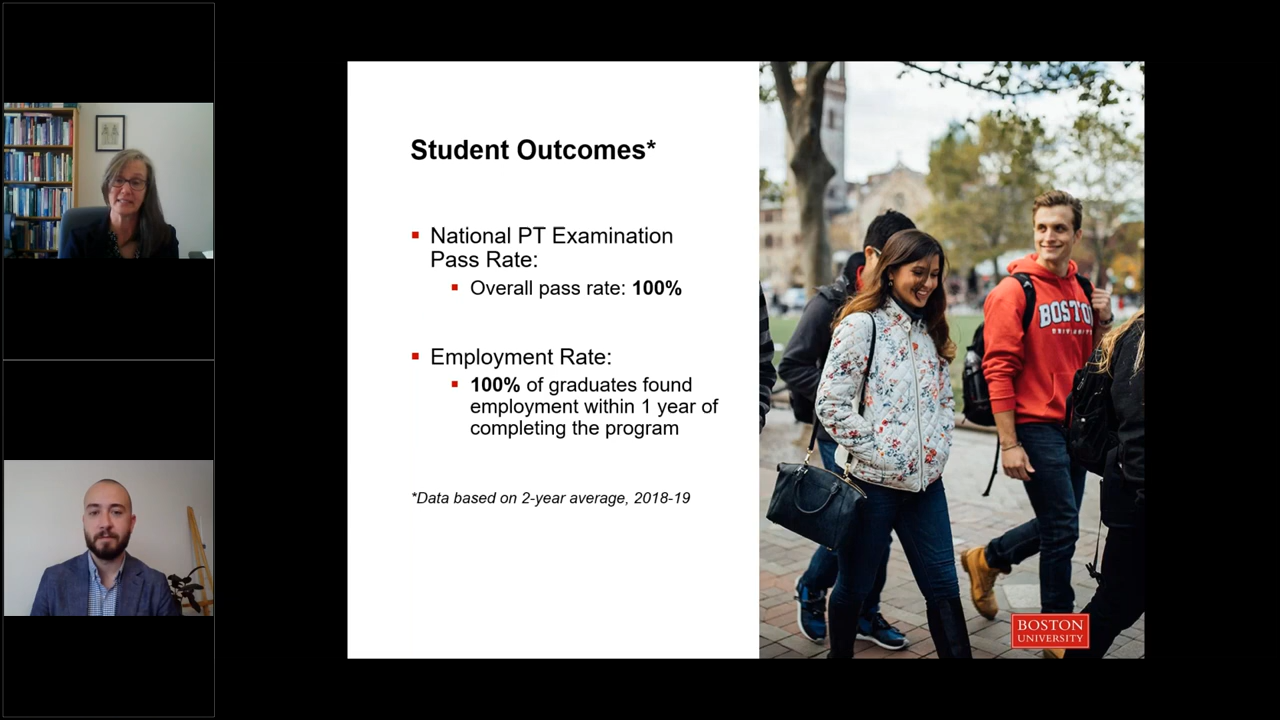 Student Outcomes*
▪ National PT Examination
Pass Rate:
▪ Overall pass rate: 100%
▪ Employment Rate:
▪ 100% of graduates found
employment within 1 year of
completing the program
*Data based on 2-year average, 2018-19
BOSTON
UNIVERSITY